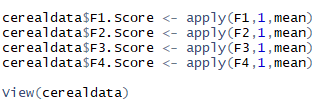 cerealdata$F1.Score <- apply(F1,1,mean)
cerealdata$F2.Score <- apply(F2,1,mean)
cerealdata$F3.Score <- apply(F3,1,mean)
cerealdata$F4.Score <- apply(F4,1,mean)
View(cerealdata)